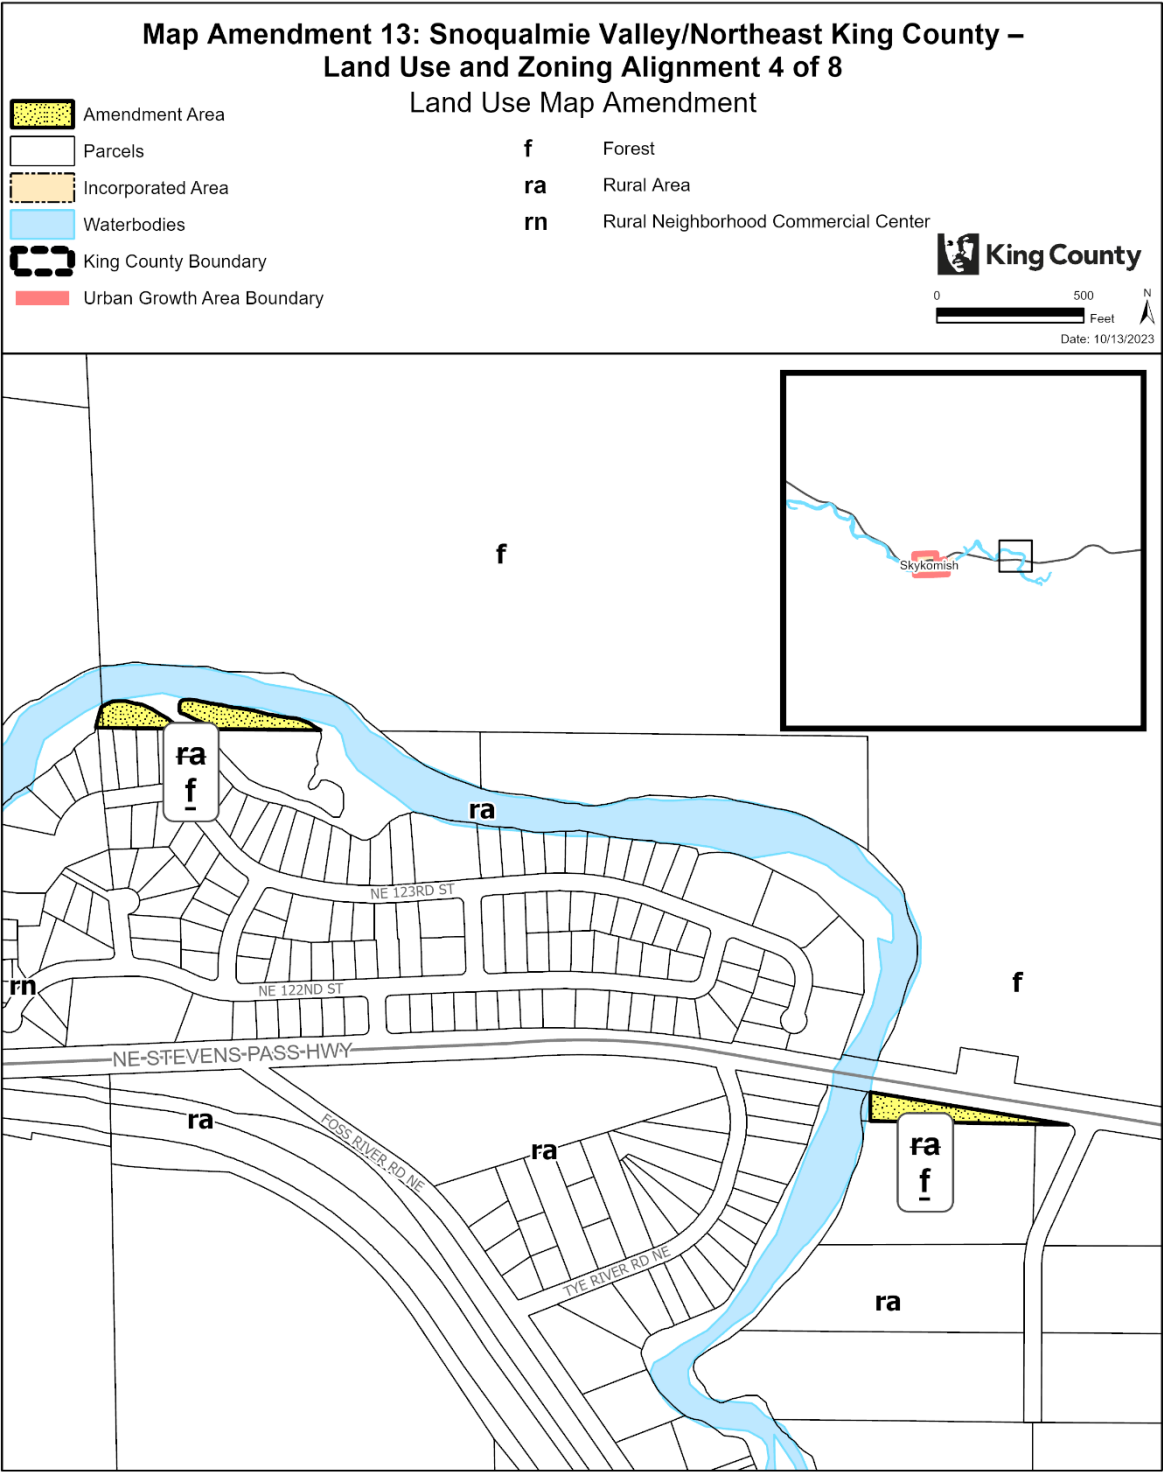 Map Amendment 13: Snoqualmie Valley/Northeast King County –
Land Use and Zoning Alignment 4 of 8
Land Use Map Amendment
Amendment Area
Parcels
Incorporated Area
Waterbodies
King County Boundary
Urban Growth Area Boundary
f Forest
ra Rural Area
rn Rural Neighborhood Commercial Center
King County
0 500
Feet
N
Date: 10/13/2023
Skykomish
f
ra
f
ra
NE 123RD ST
rn
NE 122ND ST
f
NE STEVENS PASS HWY
ra
FOSS RIVER RD NE
ra
ra
f
TYE RIVER RD NE
ra